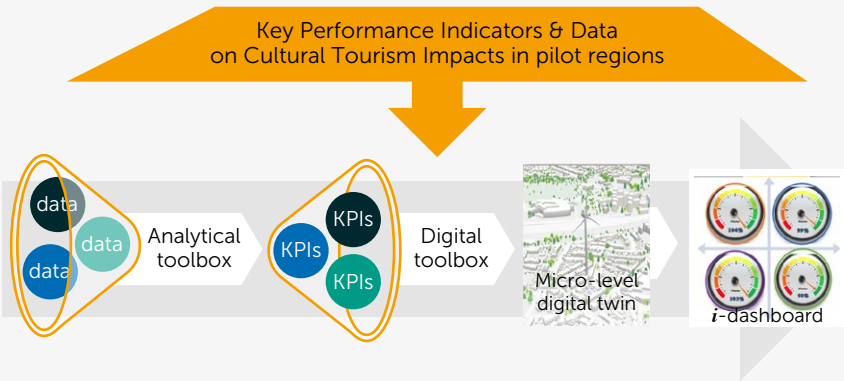 Key Performance Indicators & Data
on Cultural Tourism Impacts in pilot regions
data
data
data
Analytical
toolbox
KPIs
KPIs
KPIs
Digital
toolbox
Micro-level
digital twin
i-dashboard